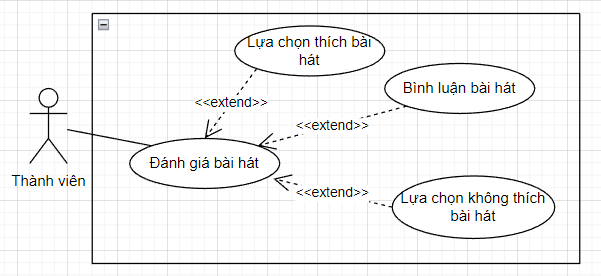 Lựa chọn thích bài
hát
<<extend>>
Bình luận bài hát
<<extend>>
Đánh giá bài hát
Thành viên
<<extend>>
Lựa chọn không thích
bài hát